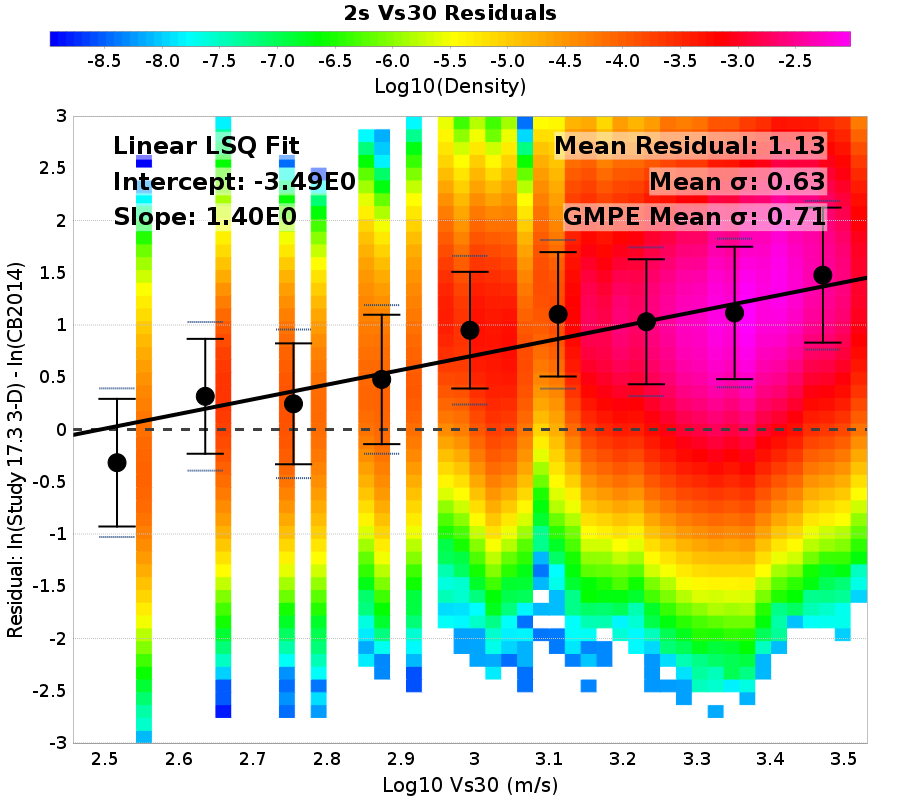 2s Vs30 Residuals
-8.5 -8.0 -7.5 -7.0 -6.5 -6.0 -5.5 -5.0 -4.5 -4.0 -3.5 -3.0 -2.5
Log10(Density)
Linear LSQ Fit
Intercept: -3.49E0
Slope: 1.40E0
Mean Residual: 1.13
Mean σ: 0.63
GMPE Mean σ: 0.71
Residual: ln(Study 17.3 3-D) - ln(CB2014)
3
2.5
2
1.5
1
0.5
0
-0.5
-1
-1.5
-2
-2.5
-3
2.5 2.6 2.7 2.8 2.9 3 3.1 3.2 3.3 3.4 3.5
Log10 Vs30 (m/s)